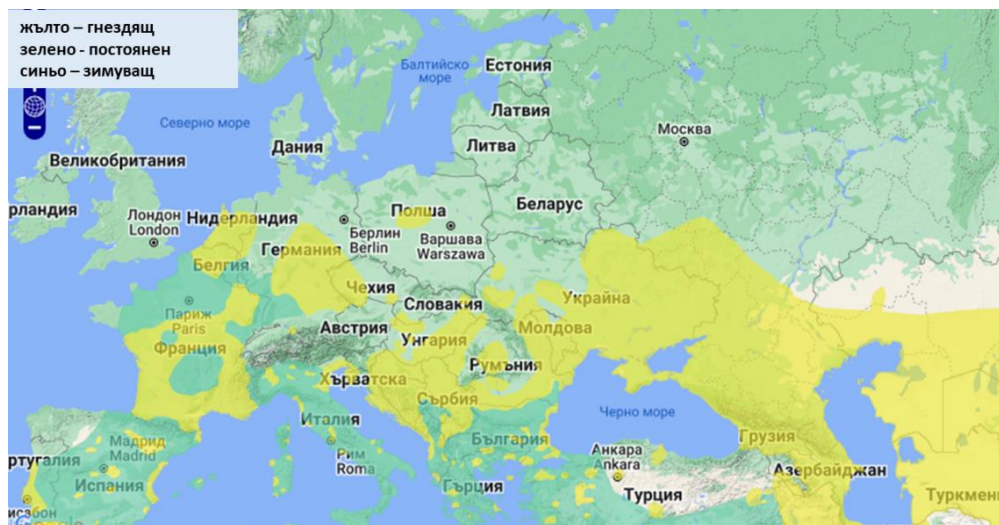 жълто – гнездящ
зелено - постоянен
синьо – зимуващ
Балтийско
море
Естония
Латвия
Северно море
Москва
Великобритания
Дания
Литва
рландия
Лондон
London
Нидерландия
Полша
Беларус
Берлин
Berlin
Варшава
Warszawa
Германия
Белгия
Чехия
Париж
Paris
Словакия
Украйна
Австрия
Унгария
Молдова
Франция
Румъния
Хърватска
Сърбия
Черно море
Италия
България
Грузия
Мадрид
Madrid
Рим
Roma
Анкара
Ankara
ртугалия
Азербайджан
Испания
Гърция
Турция
Туркмен
исабон